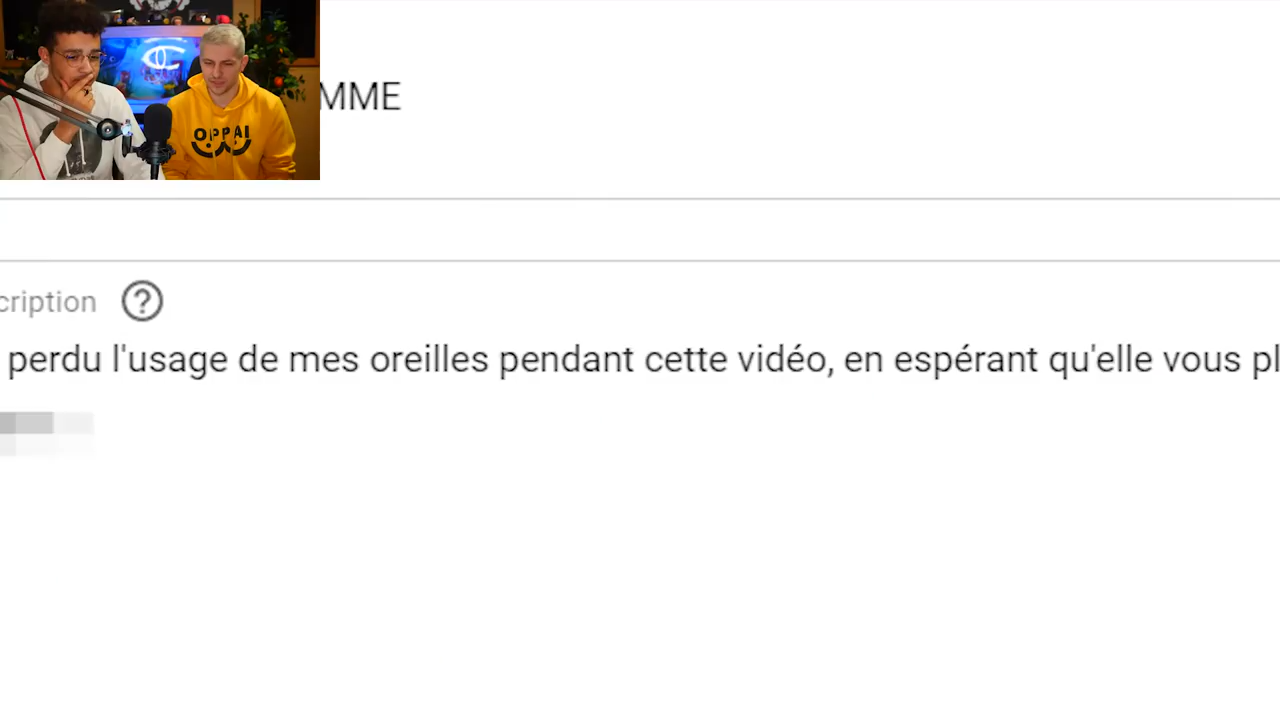 OPPAI
MME
cription
perdu l'usage de mes oreilles pendant cette vidéo, en espérant qu'elle vous pl